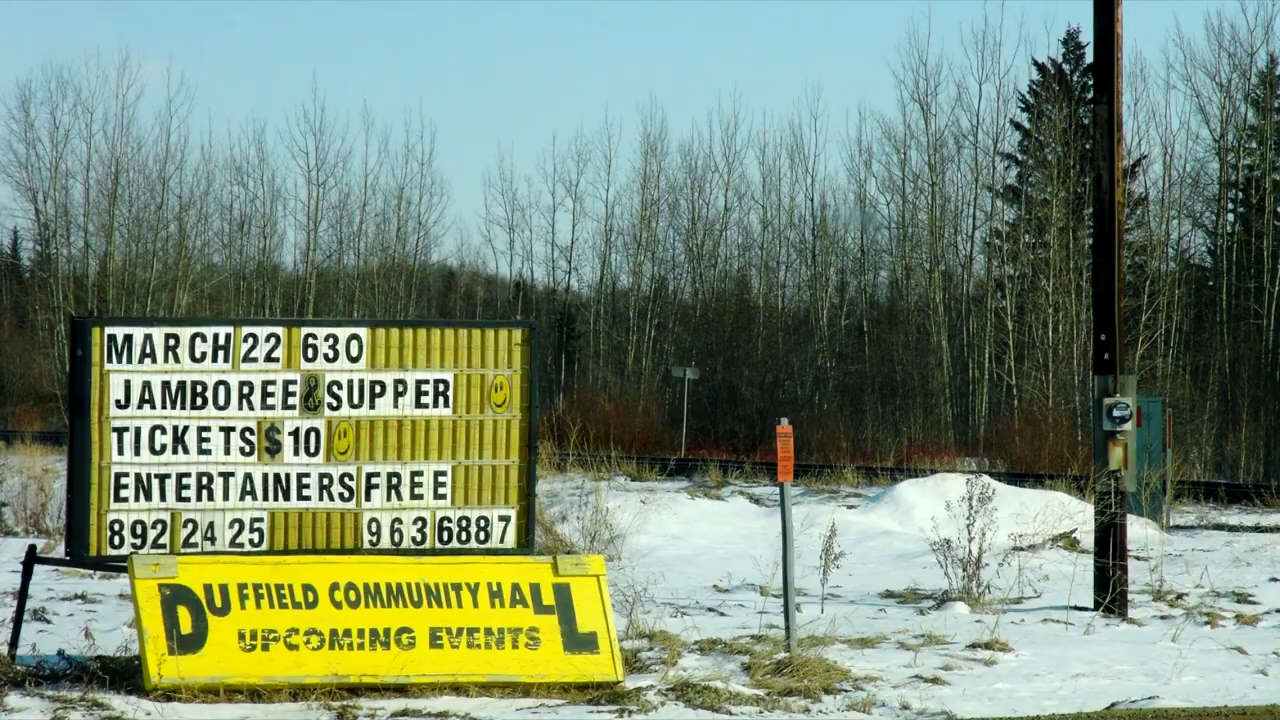 MARCH 22 630
JAMBOREE & SUPPER
TICKETS $10
ENTERTAINERS FREE
892 24 25 963 6887
DUFFIELD COMMUNITY HALL
UPCOMING EVENTS